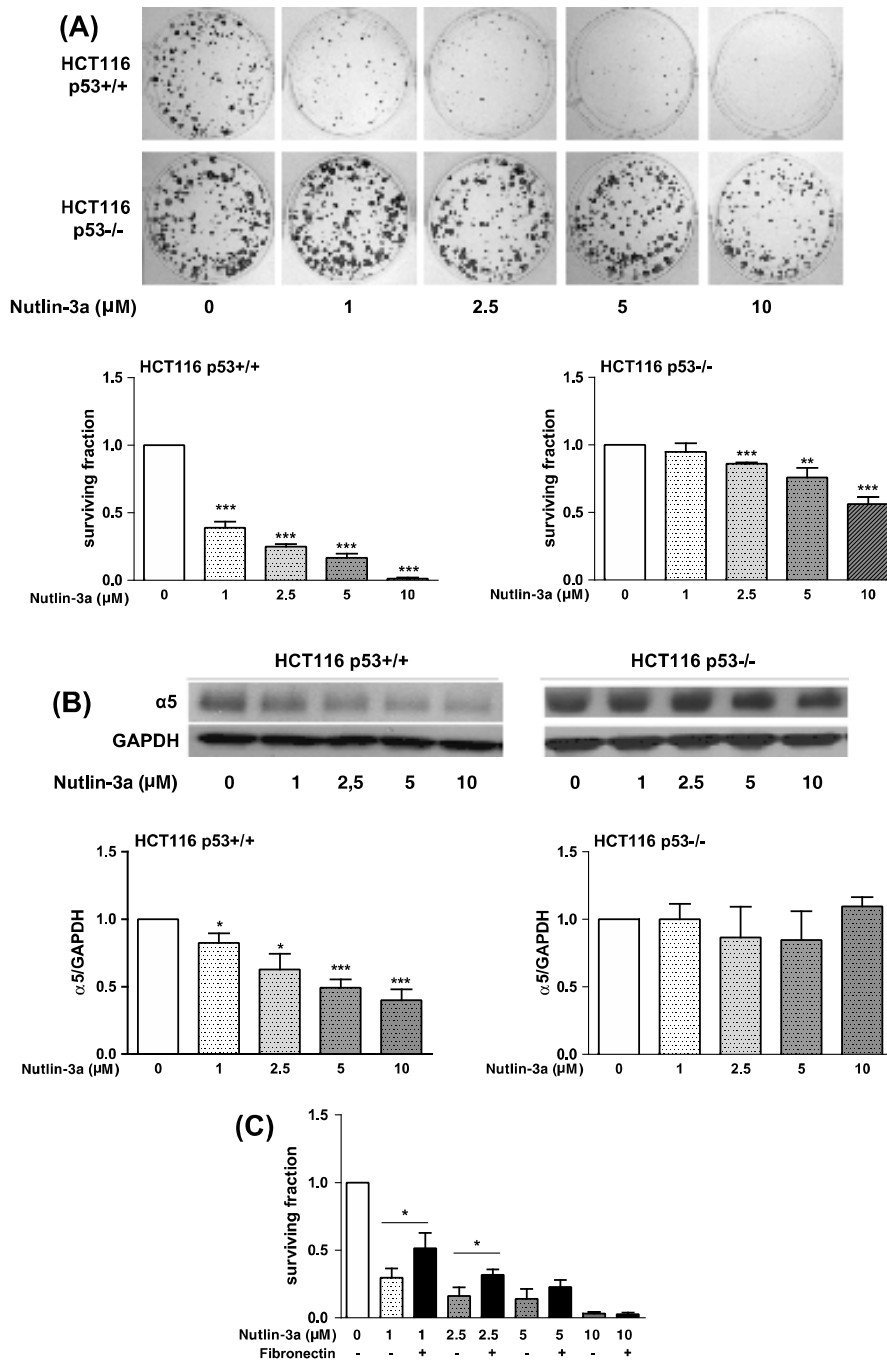 (A)
HCT116
p53+/+
HCT116
p53-/-
Nutlin-3a (µM) 0 1 2.5 5 10
HCT116 p53+/+
surviving fraction
1.5
1.0
0.5
0.0
*** *** *** ***
Nutlin-3a (µM) 0 1 2.5 5 10
HCT116 p53-/-
surviving fraction
1.5
1.0
0.5
0.0
*** ** ***
Nutlin-3a (µM) 0 1 2.5 5 10
(B)
HCT116 p53+/+ HCT116 p53-/-
α5
GAPDH
Nutlin-3a (µM) 0 1 2,5 5 10 0 1 2.5 5 10
HCT116 p53+/+
α5/GAPDH
1.5
1.0
0.5
0.0
* * *** ***
Nutlin-3a (µM) 0 1 2.5 5 10
HCT116 p53-/-
α5/GAPDH
1.5
1.0
0.5
0.0
Nutlin-3a (µM) 0 1 2.5 5 10
(C)
surviving fraction
1.5
1.0
0.5
0.0
* *
Nutlin-3a (µM) 0 1 1 2.5 2.5 5 5 10 10
Fibronectin - - + - + - + - +